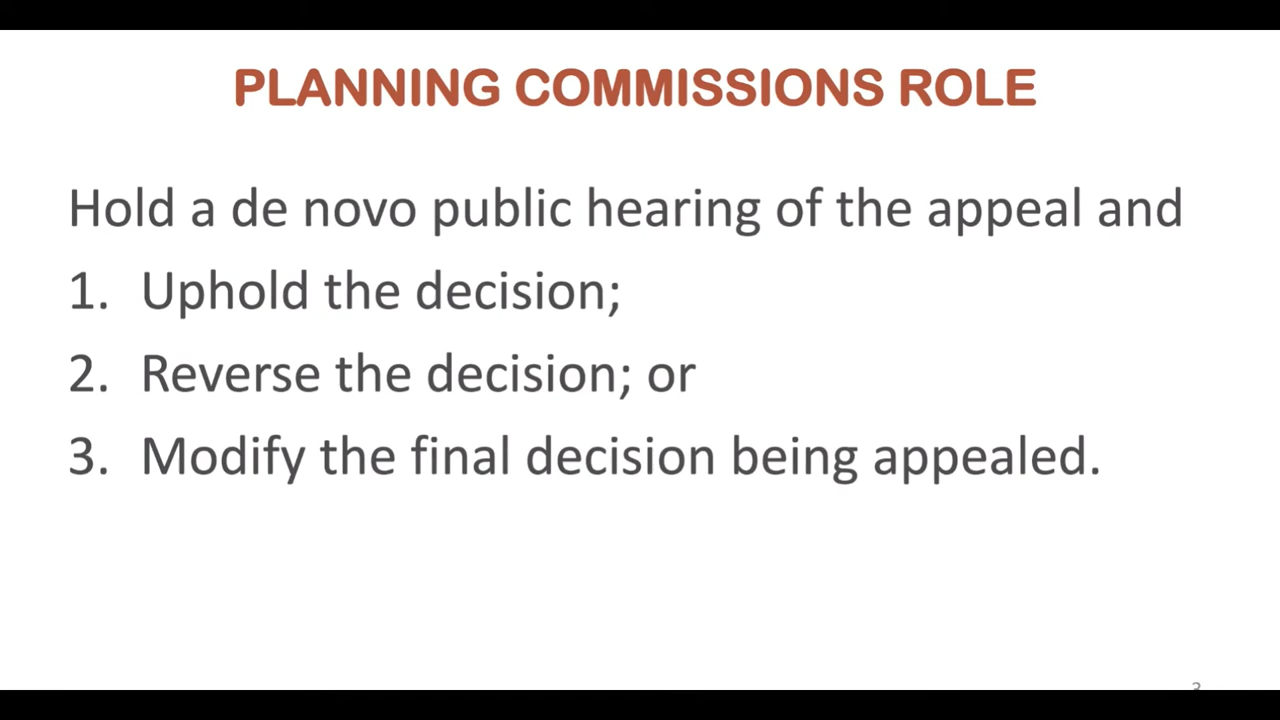 PLANNING COMMISSIONS ROLE
Hold a de novo public hearing of the appeal and
1. Uphold the decision;
2. Reverse the decision; or
3. Modify the final decision being appealed.
3